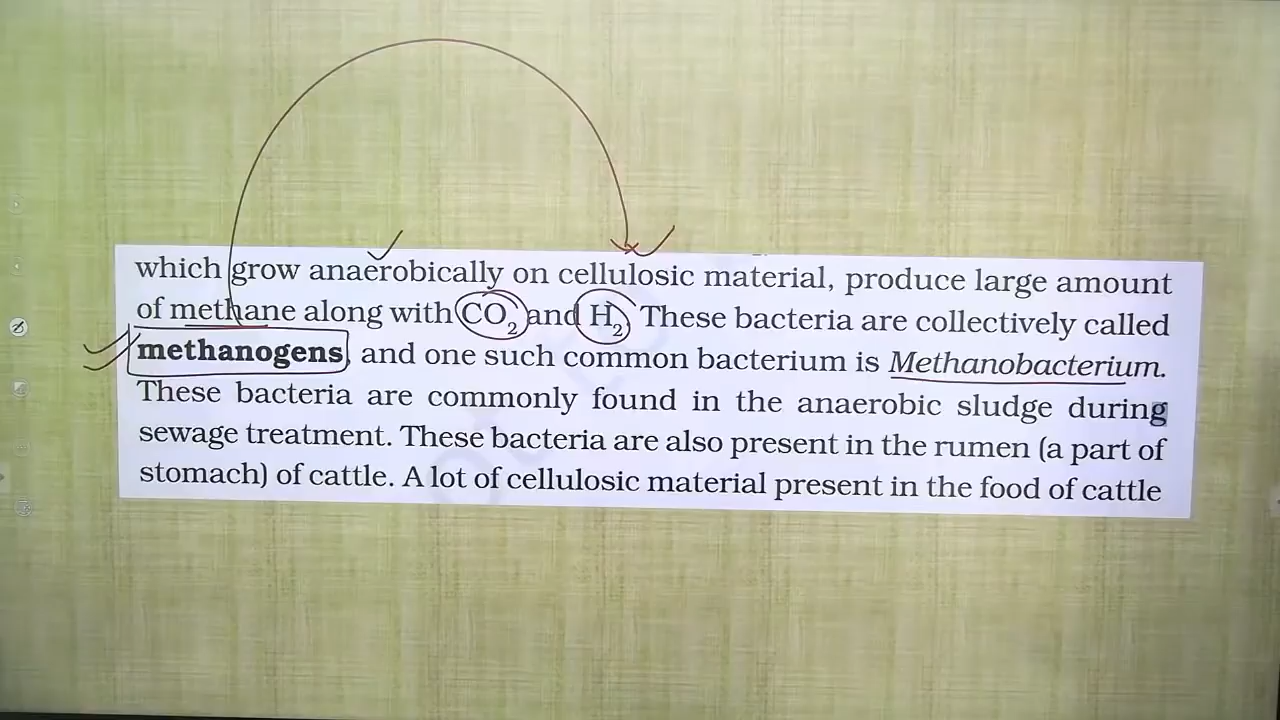 which grow anaerobically on cellulosic material, produce large amount
of methane along with CO₂ and H₂ These bacteria are collectively called
methanogens, and one such common bacterium is Methanobacterium.
These bacteria are commonly found in the anaerobic sludge during
sewage treatment. These bacteria are also present in the rumen (a part of
stomach) of cattle. A lot of cellulosic material present in the food of cattle